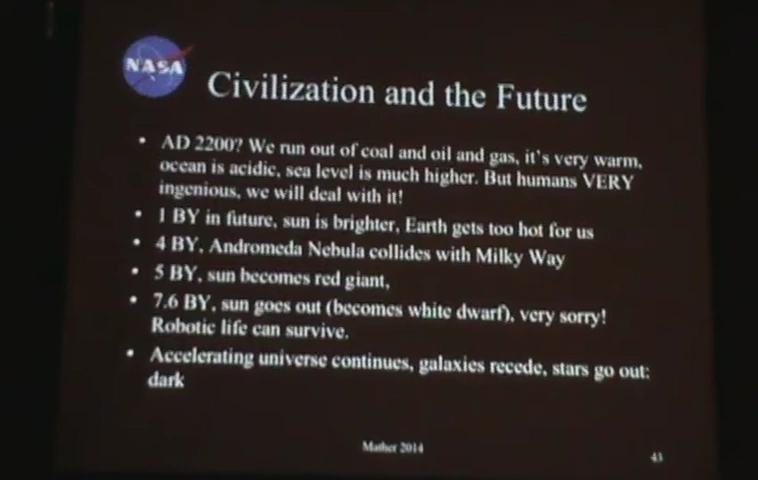 NASA
Civilization and the Future
• AD 2200? We run out of coal and oil and gas, it's very warm,
ocean is acidic, sea level is much higher. But humans VERY
ingenious, we will deal with it!
• 1 BY in future, sun is brighter, Earth gets too hot for us
• 4 BY, Andromeda Nebula collides with Milky Way
• 5 BY, sun becomes red giant,
• 7.6 BY, sun goes out (becomes white dwarf), very sorry!
Robotic life can survive.
• Accelerating universe continues, galaxies recede, stars go out:
dark
Mather 2014
43